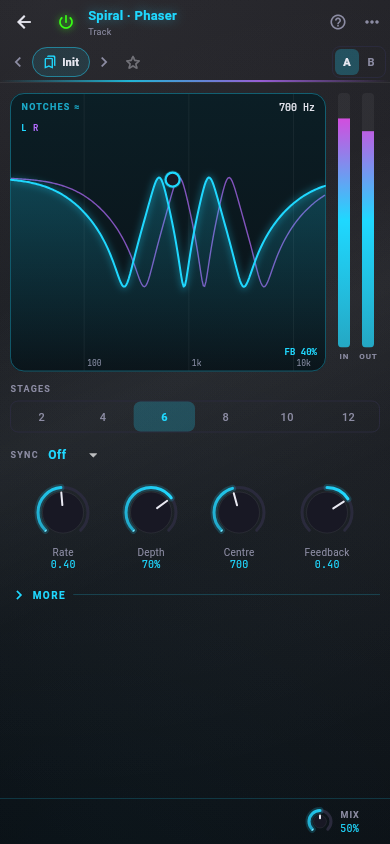 Spiral · Phaser
Track
Init
A B
NOTCHES ≈
700 Hz
L R
FB 40%
100 1k 10k
IN OUT
STAGES
2 4 6 8 10 12
SYNC Off
Rate Depth Centre Feedback
0.40 70% 700 0.40
MORE
MIX
50%